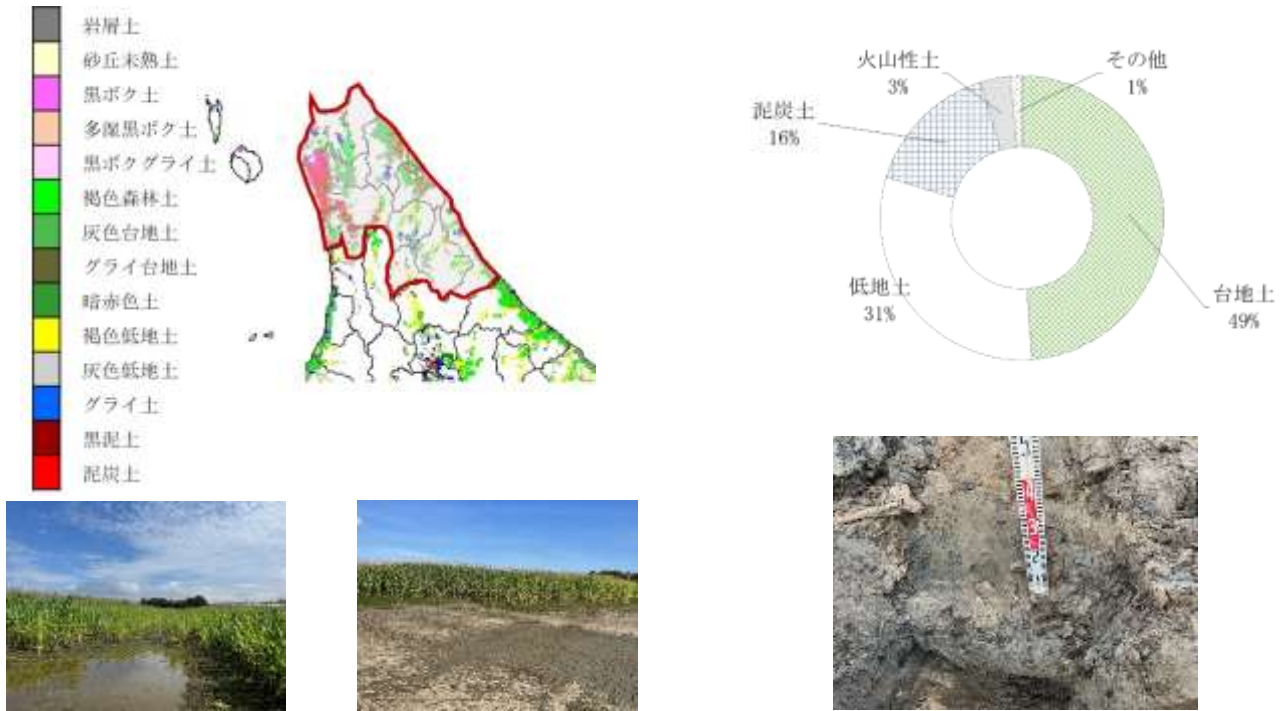 岩屑土
砂丘未熟土
黒ボク土
多湿黒ボク土
黒ボクグライ土
褐色森林土
灰色台地土
グライ台地土
暗赤色土
褐色低地土
灰色低地土
グライ土
黒泥土
泥炭土
火山性土
3%
その他
1%
泥炭土
16%
低地土
31%
台地土
49%